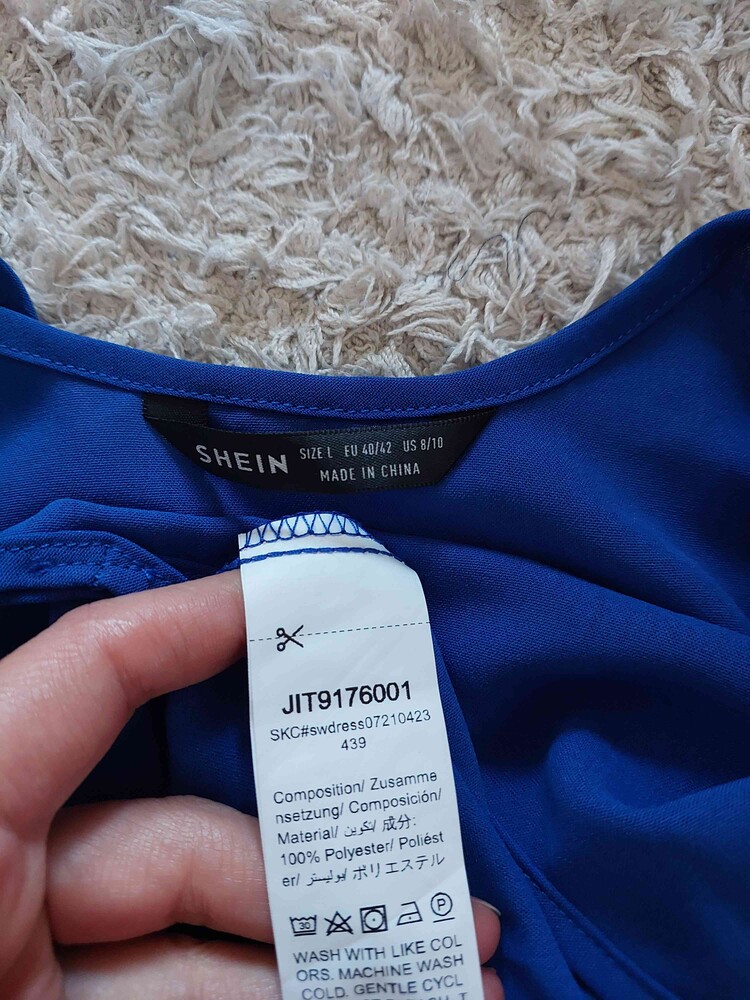 SHEIN
SIZE L EU 40/42 US 8/10
MADE IN CHINA
JIT9176001
SKC#swdress07210423
439
Composition/ Zusamme
nsetzung/ Composición/
Material/ تكوين/ 成分:
100% Polyester/ Poliést
er/ بوليستر/ ポリエステル
30
P
WASH WITH LIKE COL
ORS. MACHINE WASH
COLD. GENTLE CYCL